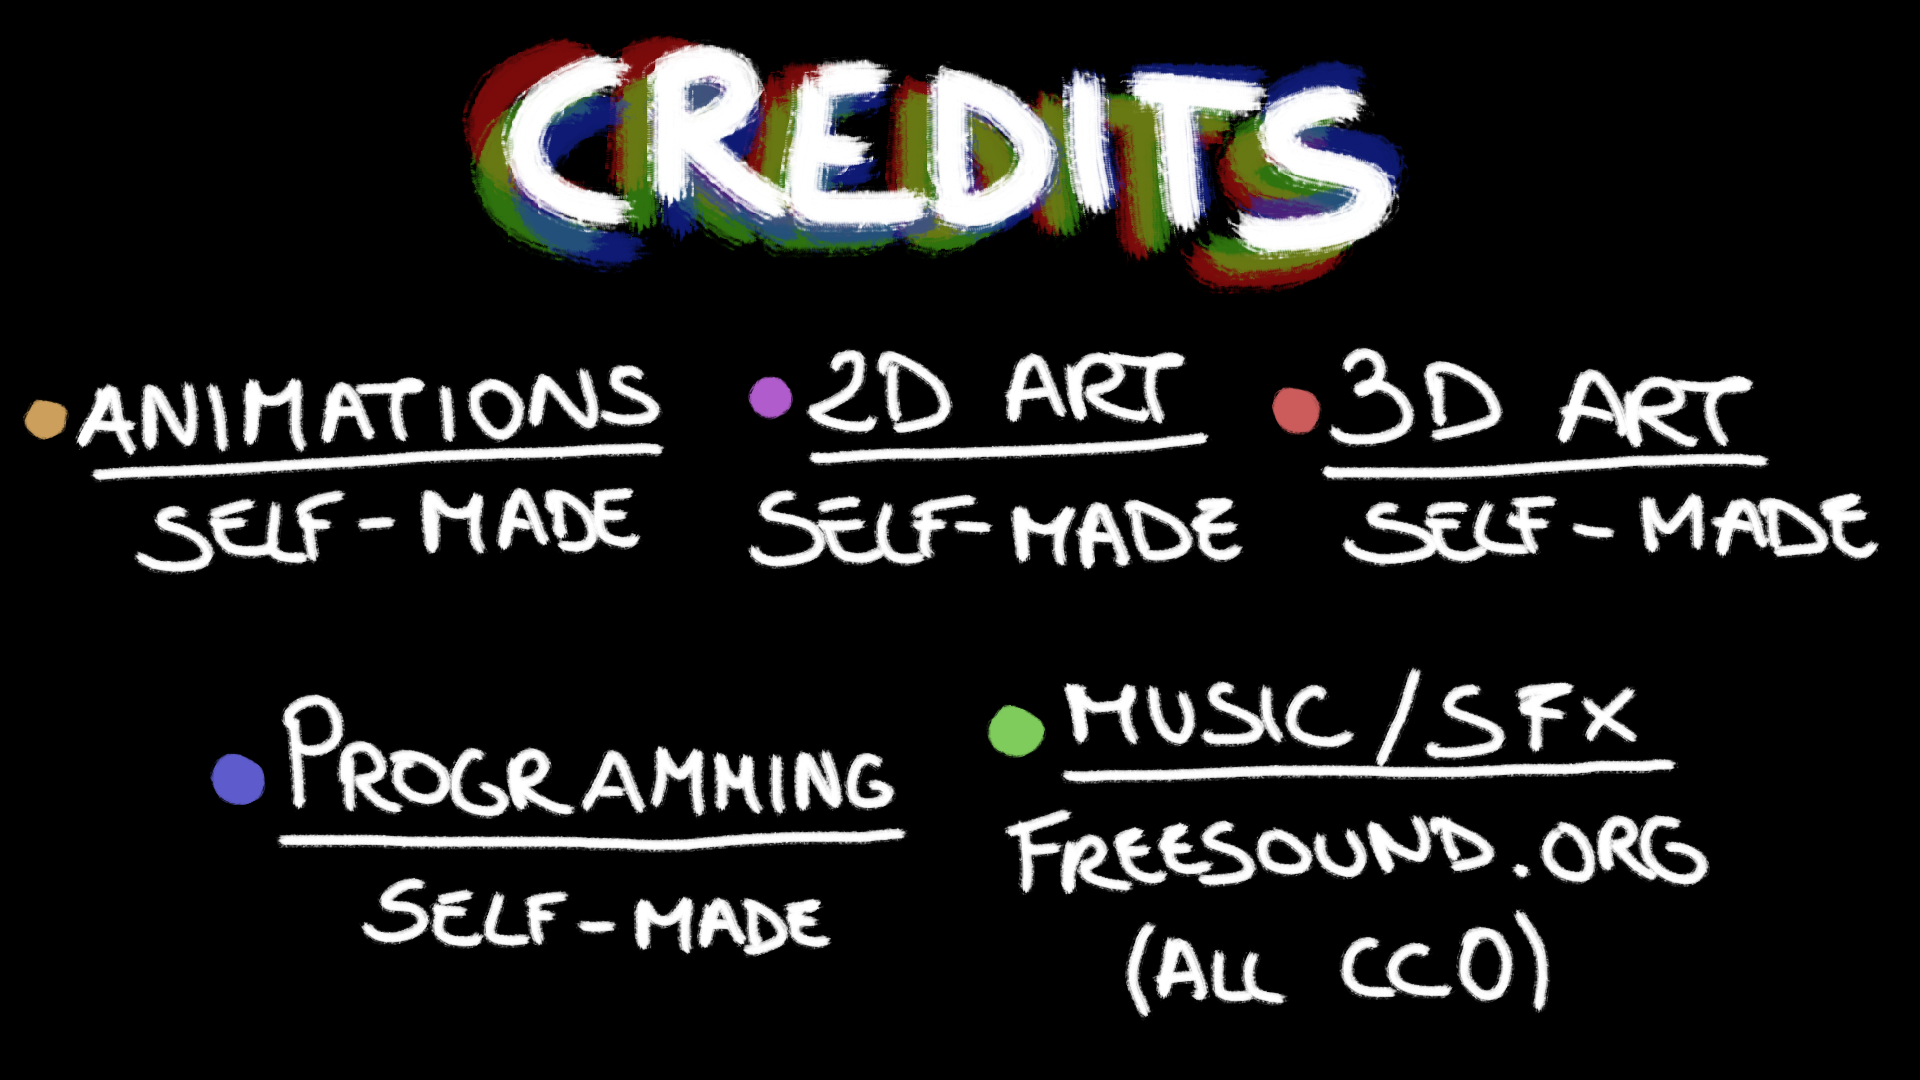 CREDITS
ANIMATIONS
SELF-MADE
2D ART
SELF-MADE
3D ART
SELF-MADE
PROGRAMMING
SELF-MADE
MUSIC/SFX
FREESOUND.ORG
(ALL CC0)